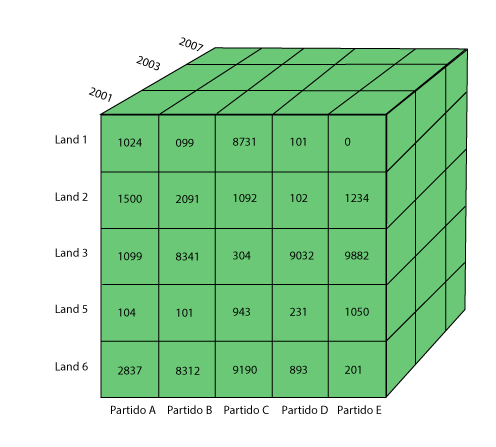 2007
2003
2001
Land 1 1024 099 8731 101 0
Land 2 1500 2091 1092 102 1234
Land 3 1099 8341 304 9032 9882
Land 5 104 101 943 231 1050
Land 6 2837 8312 9190 893 201
Partido A Partido B Partido C Partido D Partido E